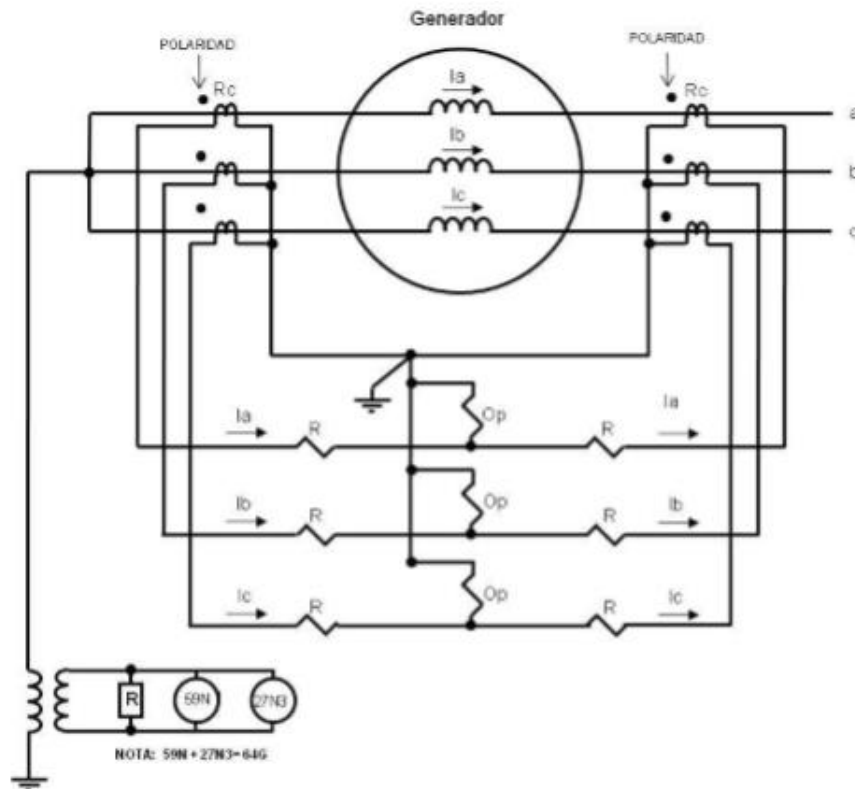 Generador
POLARIDAD
POLARIDAD
Rc
Ia
Rc
a
Ib
b
Ic
Op
Ia
R
R
Ia
Op
Ib
R
R
Ib
Op
Ic
R
R
Ic
R
59N
27N3
NOTA: 59N + 27N3=64G